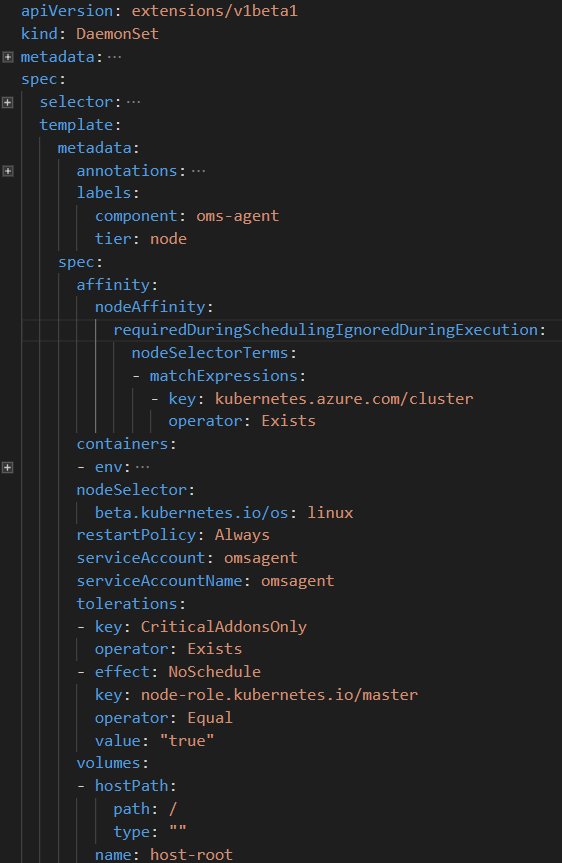 apiVersion: extensions/v1beta1
kind: DaemonSet
metadata:···
spec:
  selector:···
  template:
    metadata:
      annotations:···
      labels:
        component: oms-agent
        tier: node
    spec:
      affinity:
        nodeAffinity:
          requiredDuringSchedulingIgnoredDuringExecution:
            nodeSelectorTerms:
            - matchExpressions:
              - key: kubernetes.azure.com/cluster
                operator: Exists
      containers:
      - env:···
      nodeSelector:
        beta.kubernetes.io/os: linux
      restartPolicy: Always
      serviceAccount: omsagent
      serviceAccountName: omsagent
      tolerations:
      - key: CriticalAddonsOnly
        operator: Exists
      - effect: NoSchedule
        key: node-role.kubernetes.io/master
        operator: Equal
        value: "true"
      volumes:
      - hostPath:
          path: /
          type: ""
        name: host-root